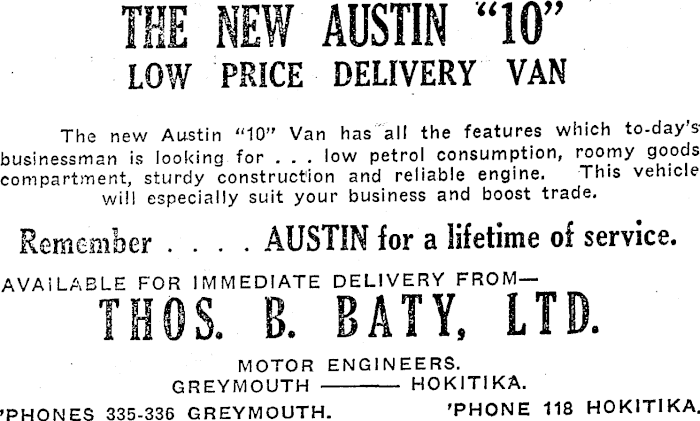 THE NEW AUSTIN “10”
LOW PRICE DELIVERY VAN
The new Austin “10” Van has all the features which to-day's
businessman is looking for . . . low petrol consumption, roomy goods
compartment, sturdy construction and reliable engine. This vehicle
will especially suit your business and boost trade.
Remember . . . . AUSTIN for a lifetime of service.
AVAILABLE FOR IMMEDIATE DELIVERY FROM—
THOS. B. BATY, LTD.
MOTOR ENGINEERS.
GREYMOUTH ——— HOKITIKA.
'PHONES 335-336 GREYMOUTH. 'PHONE 118 HOKITIKA.